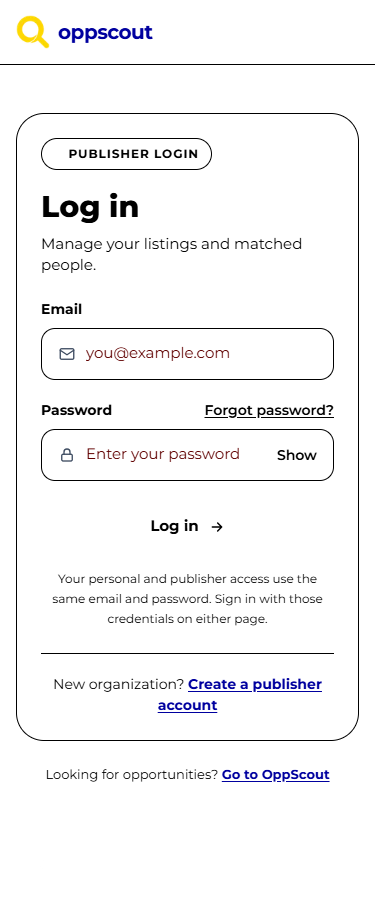 oppscout
PUBLISHER LOGIN
Log in
Manage your listings and matched
people.
Email
you@example.com
Password
Forgot password?
Enter your password
Show
Log in →
Your personal and publisher access use the
same email and password. Sign in with those
credentials on either page.
New organization? Create a publisher
account
Looking for opportunities? Go to OppScout